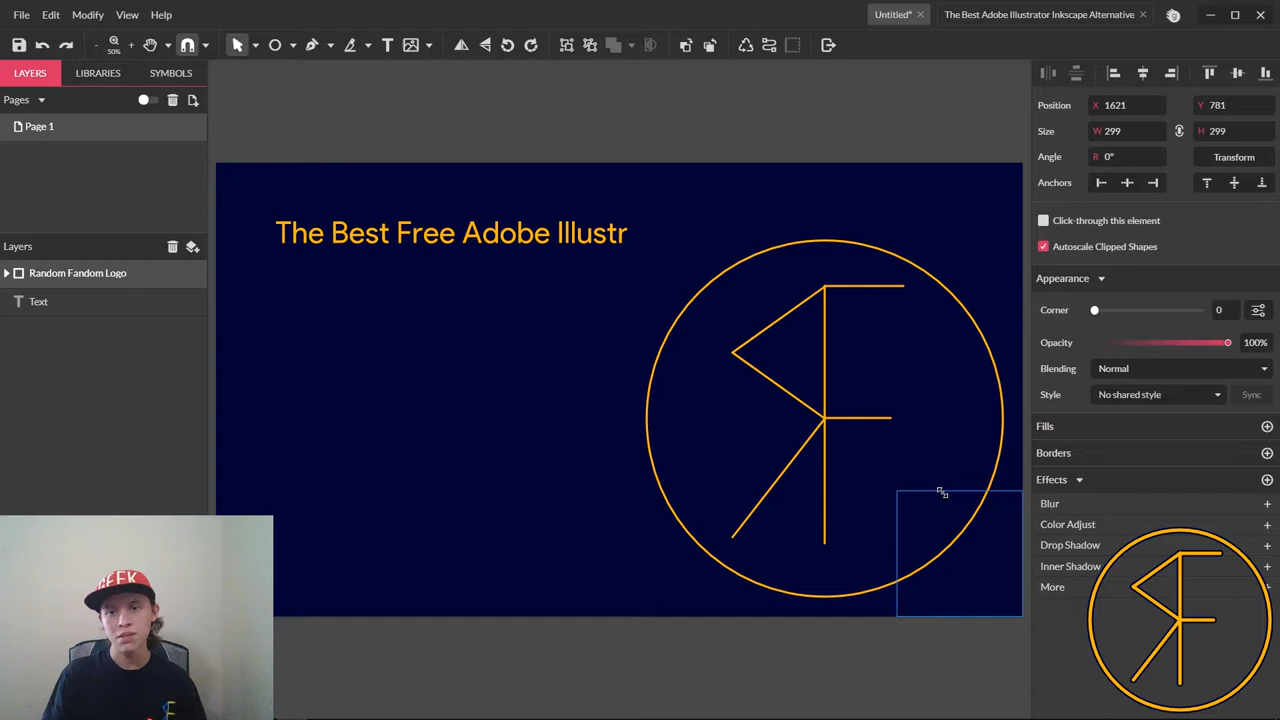 File Edit Modify View Help
Untitled* The Best Adobe Illustrator Inkscape Alternative
50%
LAYERS LIBRARIES SYMBOLS
Pages
Page 1
Layers
Random Fandom Logo
Text
The Best Free Adobe Illustr
Position X 1621 Y 781
Size W 299 H 299
Angle R 0° Transform
Anchors
Click-through this element
Autoscale Clipped Shapes
Appearance
Corner 0
Opacity 100%
Blending Normal
Style No shared style Sync
Fills
Borders
Effects
Blur
Color Adjust
Drop Shadow
Inner Shadow
More
GEEK